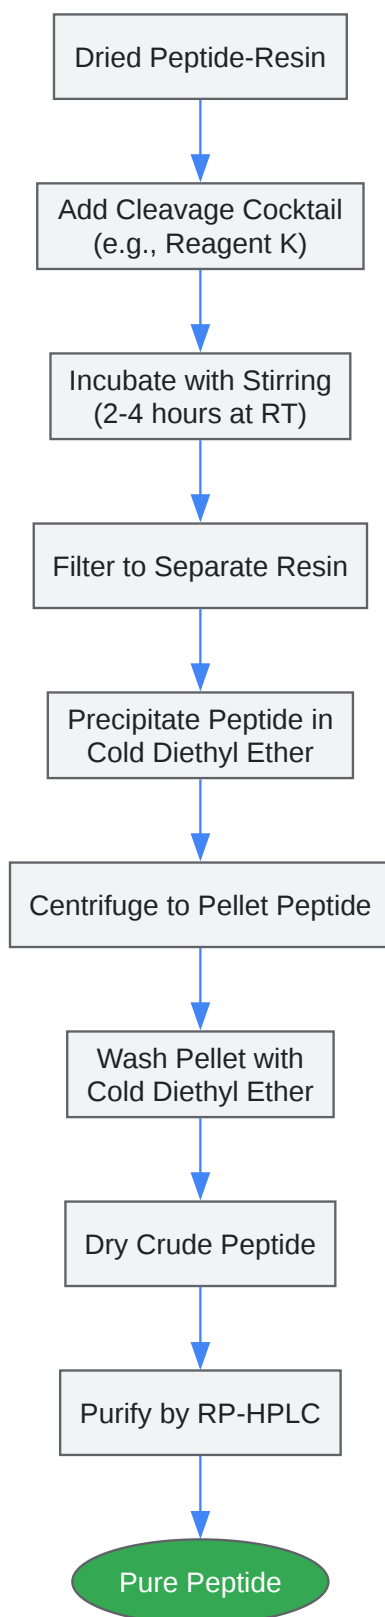 Dried Peptide-Resin
Add Cleavage Cocktail
(e.g., Reagent K)
Incubate with Stirring
(2-4 hours at RT)
Filter to Separate Resin
Precipitate Peptide in
Cold Diethyl Ether
Centrifuge to Pellet Peptide
Wash Pellet with
Cold Diethyl Ether
Dry Crude Peptide
Purify by RP-HPLC
Pure Peptide